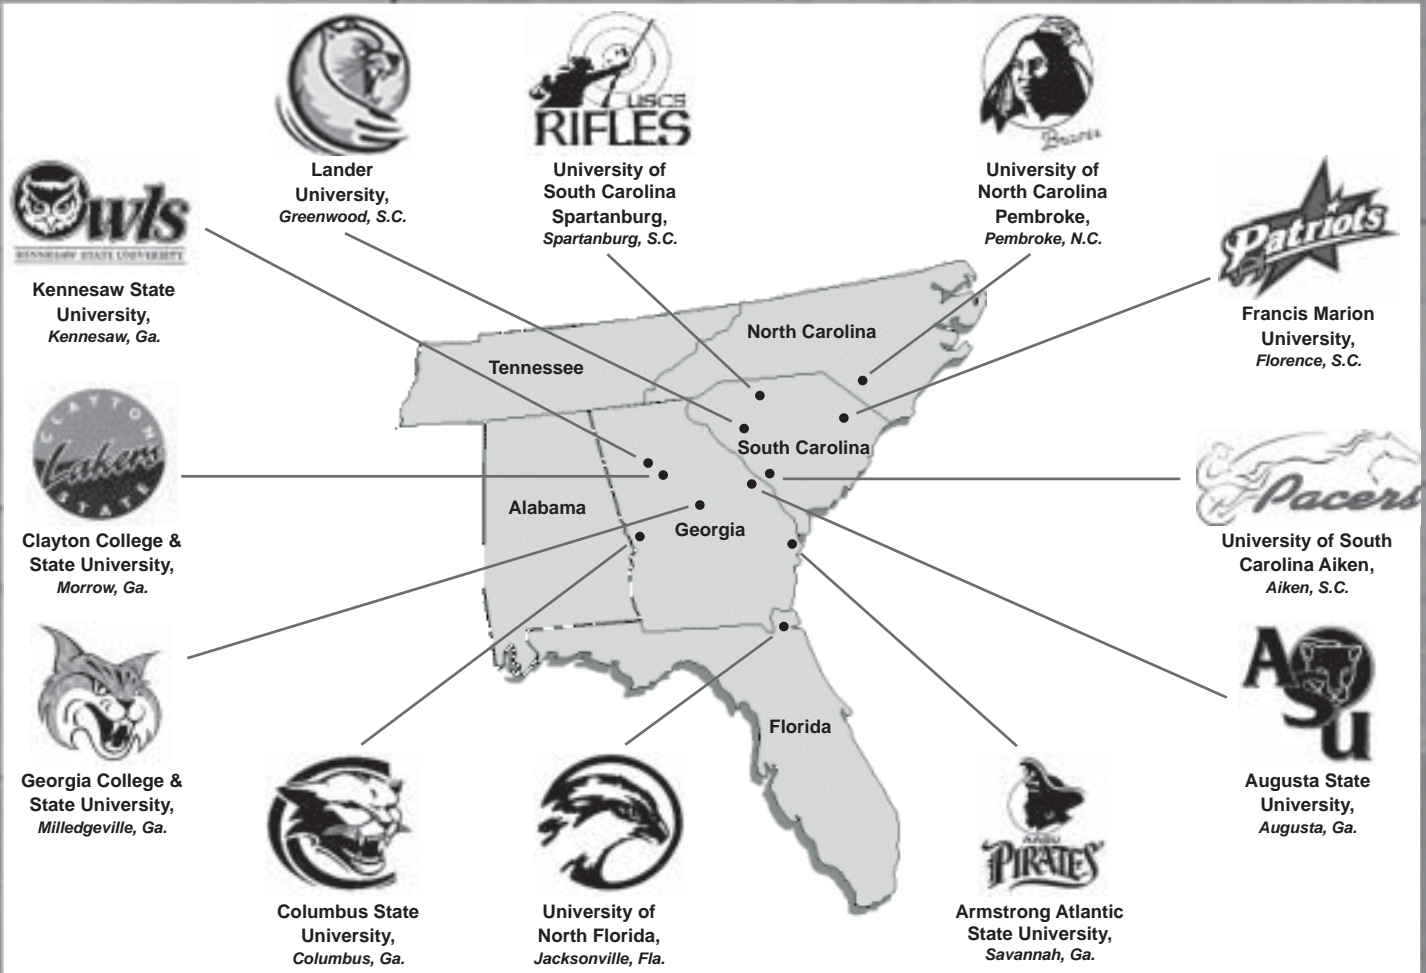 Lander
University,
Greenwood, S.C.
USCS
RIFLES
University of
South Carolina
Spartanburg,
Spartanburg, S.C.
Braves
University of
North Carolina
Pembroke,
Pembroke, N.C.
Owls
KENNESAW STATE UNIVERSITY
Kennesaw State
University,
Kennesaw, Ga.
Patriots
Francis Marion
University,
Florence, S.C.
CLAYTON
Lakers
STATE
Clayton College &
State University,
Morrow, Ga.
North Carolina
Tennessee
South Carolina
Alabama
Georgia
Florida
Pacers
University of South
Carolina Aiken,
Aiken, S.C.
Georgia College &
State University,
Milledgeville, Ga.
ASU
Augusta State
University,
Augusta, Ga.
Columbus State
University,
Columbus, Ga.
University of
North Florida,
Jacksonville, Fla.
PIRATES
Armstrong Atlantic
State University,
Savannah, Ga.